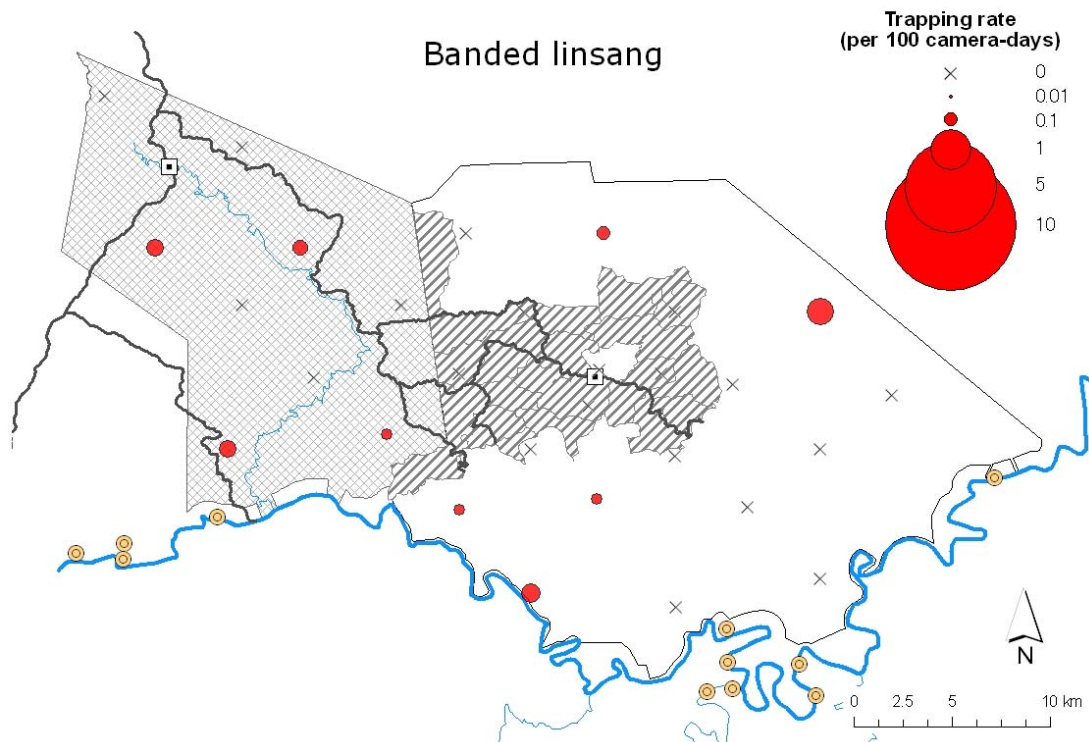 Banded linsang
Trapping rate
(per 100 camera-days)
0
0.01
0.1
1
5
10
N
0 2.5 5 10 km